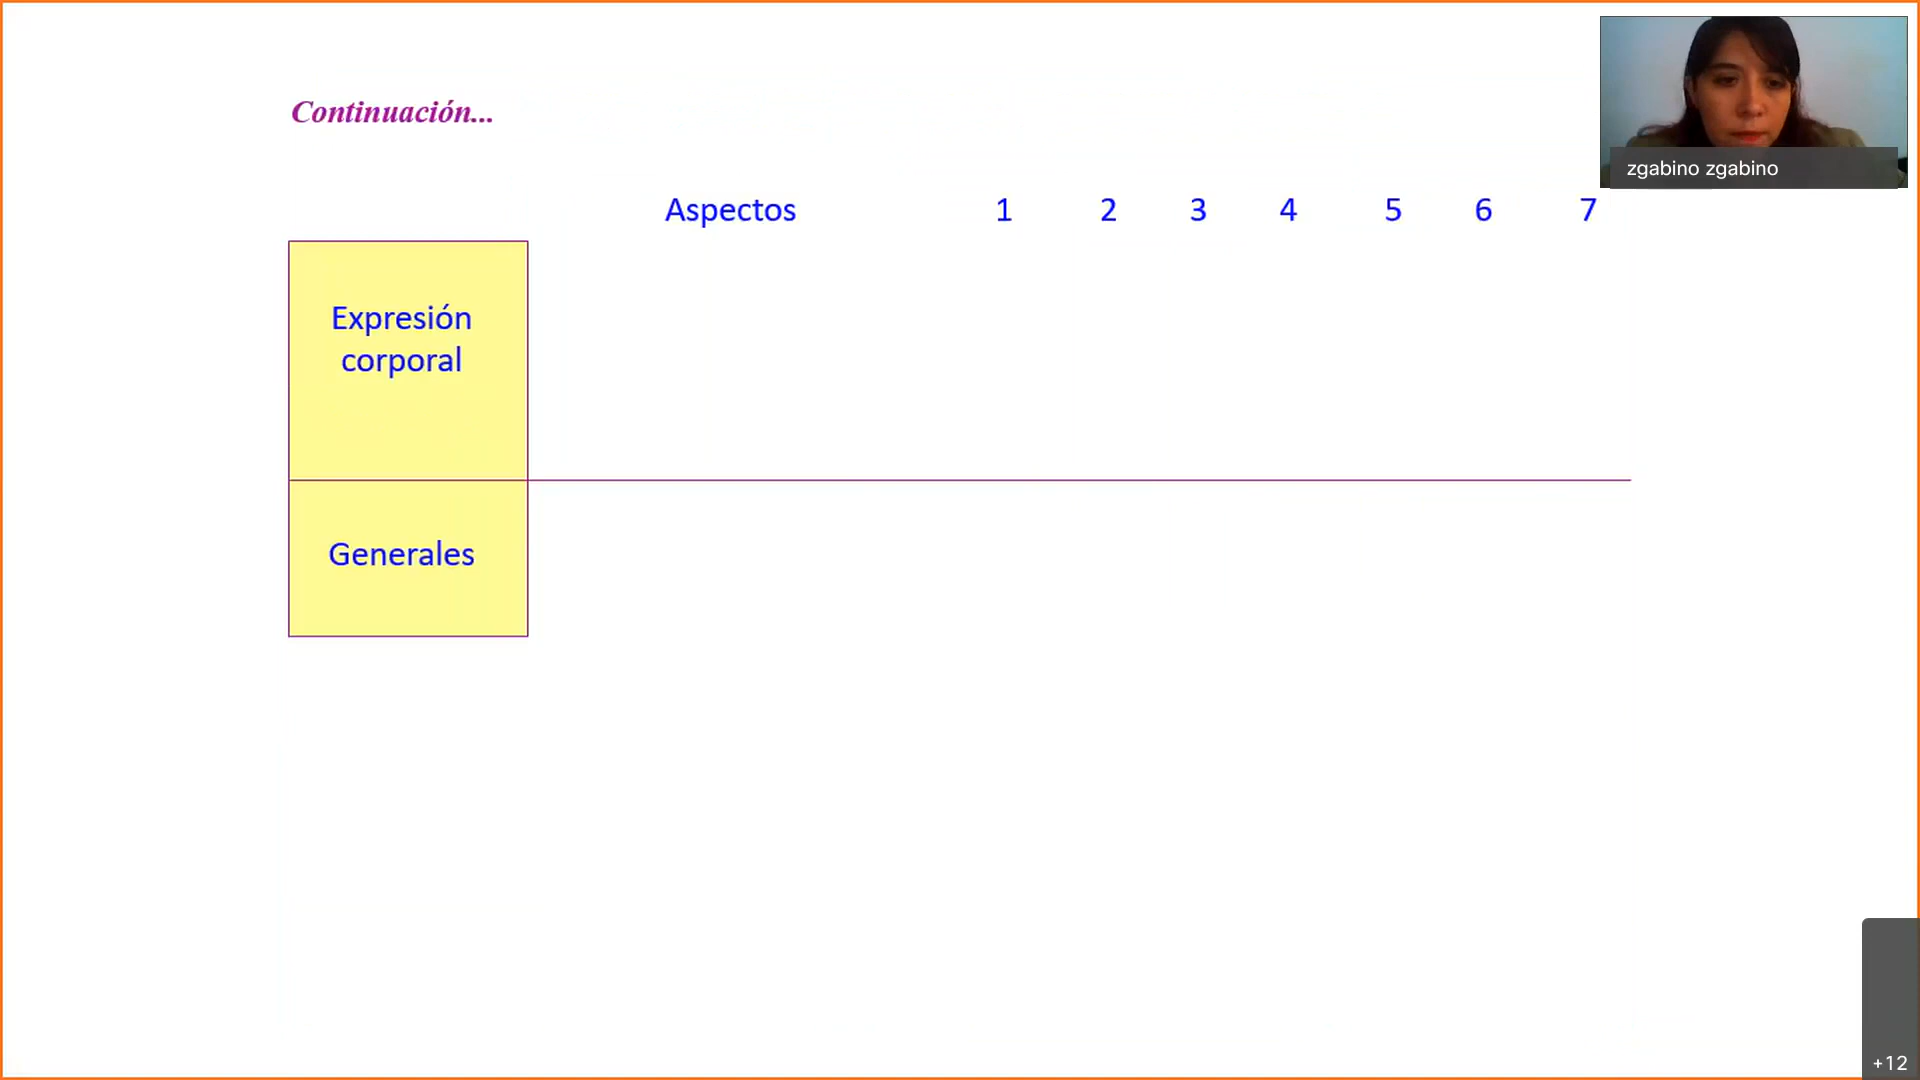 Continuación...
zgabino zgabino
Aspectos 1 2 3 4 5 6 7
Expresión
corporal
Generales
+12